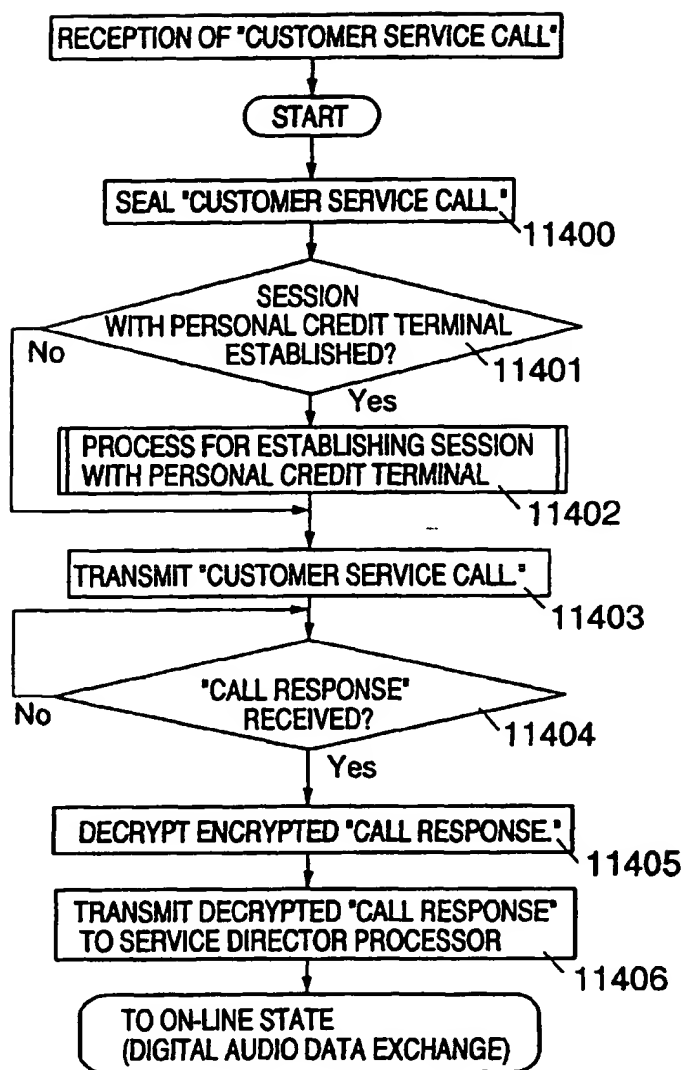 RECEPTION OF "CUSTOMER SERVICE CALL"
START
SEAL "CUSTOMER SERVICE CALL."
11400
SESSION
WITH PERSONAL CREDIT TERMINAL
ESTABLISHED?
No
11401
Yes
PROCESS FOR ESTABLISHING SESSION
WITH PERSONAL CREDIT TERMINAL
11402
TRANSMIT "CUSTOMER SERVICE CALL."
11403
"CALL RESPONSE"
RECEIVED?
No
11404
Yes
DECRYPT ENCRYPTED "CALL RESPONSE."
11405
TRANSMIT DECRYPTED "CALL RESPONSE"
TO SERVICE DIRECTOR PROCESSOR
11406
TO ON-LINE STATE
(DIGITAL AUDIO DATA EXCHANGE)